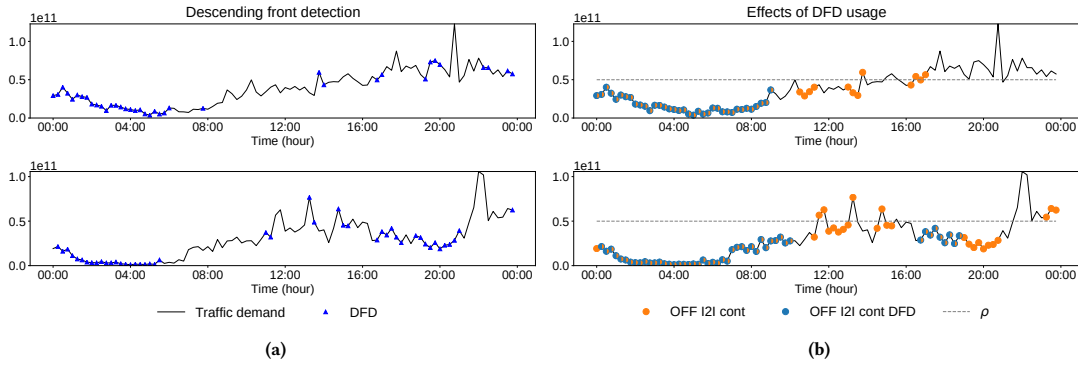 Descending front detection
1e11
1.0
0.5
0.0
00:00 04:00 08:00 12:00 16:00 20:00 00:00
Time (hour)
1e11
1.0
0.5
0.0
00:00 04:00 08:00 12:00 16:00 20:00 00:00
Time (hour)
Traffic demand DFD
(a)
Effects of DFD usage
1e11
1.0
0.5
0.0
00:00 04:00 08:00 12:00 16:00 20:00 00:00
Time (hour)
1e11
1.0
0.5
0.0
00:00 04:00 08:00 12:00 16:00 20:00 00:00
Time (hour)
OFF I2I cont OFF I2I cont DFD ρ
(b)